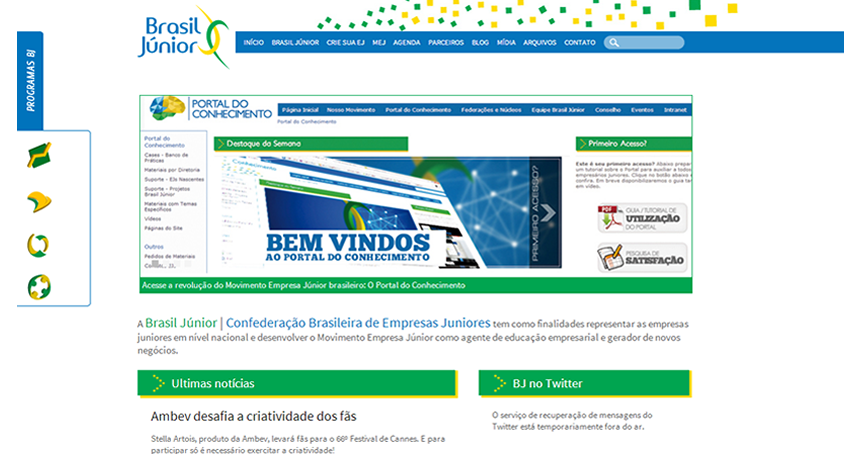 Brasil
Júnior
INÍCIO BRASIL JÚNIOR CRIE SUA EJ MEJ AGENDA PARCEIROS BLOG MÍDIA ARQUIVOS CONTATO
PROGRAMAS BJ
PORTAL DO
CONHECIMENTO
Página Inicial Nosso Movimento Portal do Conhecimento Federações e Núcleos Equipe Brasil Júnior Conselho Eventos Intranet
Portal do Conhecimento
Portal do
Conhecimento
Cases - Banco de
Práticas
Materiais por Diretoria
Suporte - EJs Nascentes
Suporte - Projetos
Brasil Júnior
Materiais com Temas
Específicos
Vídeos
Páginas do Site
Outros
Pedidos de Materiais
Destaque da Semana
BEM VINDOS
AO PORTAL DO CONHECIMENTO
PRIMEIRO ACESSO?
Primeiro Acesso?
Este é seu primeiro acesso? Abaixo prepar
um tutorial sobre o Portal para auxiliar a todos
empresários juniores. Clique no botão abaixo e
confira. Em breve disponibilizaremos o guia ta
em vídeo.
PDF
GUIA / TUTORIAL DE
UTILIZAÇÃO
DO PORTAL
PESQUISA DE
SATISFAÇÃO
Acesse a revolução do Movimento Empresa Júnior brasileiro: O Portal do Conhecimento
A Brasil Júnior | Confederação Brasileira de Empresas Juniores tem como finalidades representar as empresas
juniores em nível nacional e desenvolver o Movimento Empresa Júnior como agente de educação empresarial e gerador de novos
negócios.
Ultimas notícias
Ambev desafia a criatividade dos fãs
Stella Artois, produto da Ambev, levará fãs para o 66º Festival de Cannes. E para
participar só é necessário exercitar a criatividade!
BJ no Twitter
O serviço de recuperação de mensagens do
Twitter está temporariamente fora do ar.